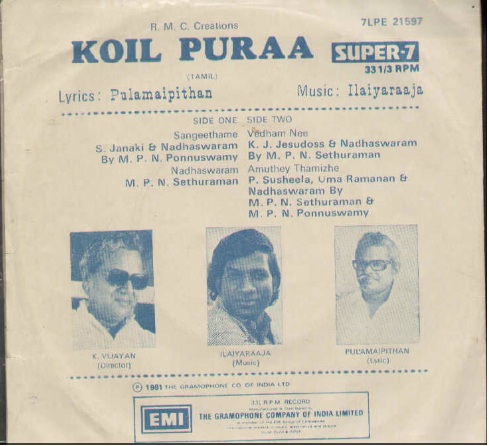 R. M. C. Creations
7LPE 21597
KOIL PURAA
SUPER-7
33 1/3 RPM
(TAMIL)
Lyrics: Pulamaipithan
Music: Ilaiyaraaja
SIDE ONE
Sangeethame
S. Janaki & Nadhaswaram
By M. P. N. Ponnuswamy
Nadhaswaram
M. P. N. Sethuraman
SIDE TWO
Vedham Nee
K. J. Jesudoss & Nadhaswaram
By M. P. N. Sethuraman
Amuthey Thamizhe
P. Susheela, Uma Ramanan &
Nadhaswaram By
M. P. N. Sethuraman &
M. P. N. Ponnuswamy
K. VIJAYAN
(Director)
ILAIYARAAJA
(Music)
PULAMAIPITHAN
(Lyric)
Ⓟ 1981 THE GRAMOPHONE CO. OF INDIA LTD
EMI
33⅓ R.P.M. RECORD
THE GRAMOPHONE COMPANY OF INDIA LIMITED